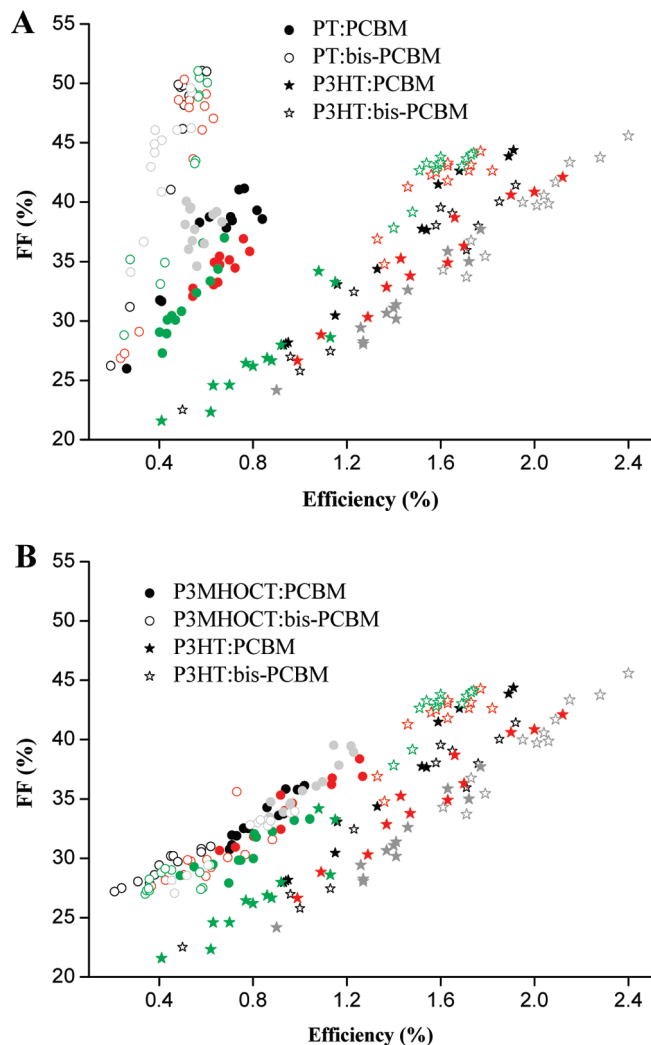 A
55
50
45
40
35
30
25
20
FF (%)
PT:PCBM
PT:bis-PCBM
P3HT:PCBM
P3HT:bis-PCBM
0.4 0.8 1.2 1.6 2.0 2.4
Efficiency (%)
B
55
50
45
40
35
30
25
20
FF (%)
P3MHOCT:PCBM
P3MHOCT:bis-PCBM
P3HT:PCBM
P3HT:bis-PCBM
0.4 0.8 1.2 1.6 2.0 2.4
Efficiency (%)